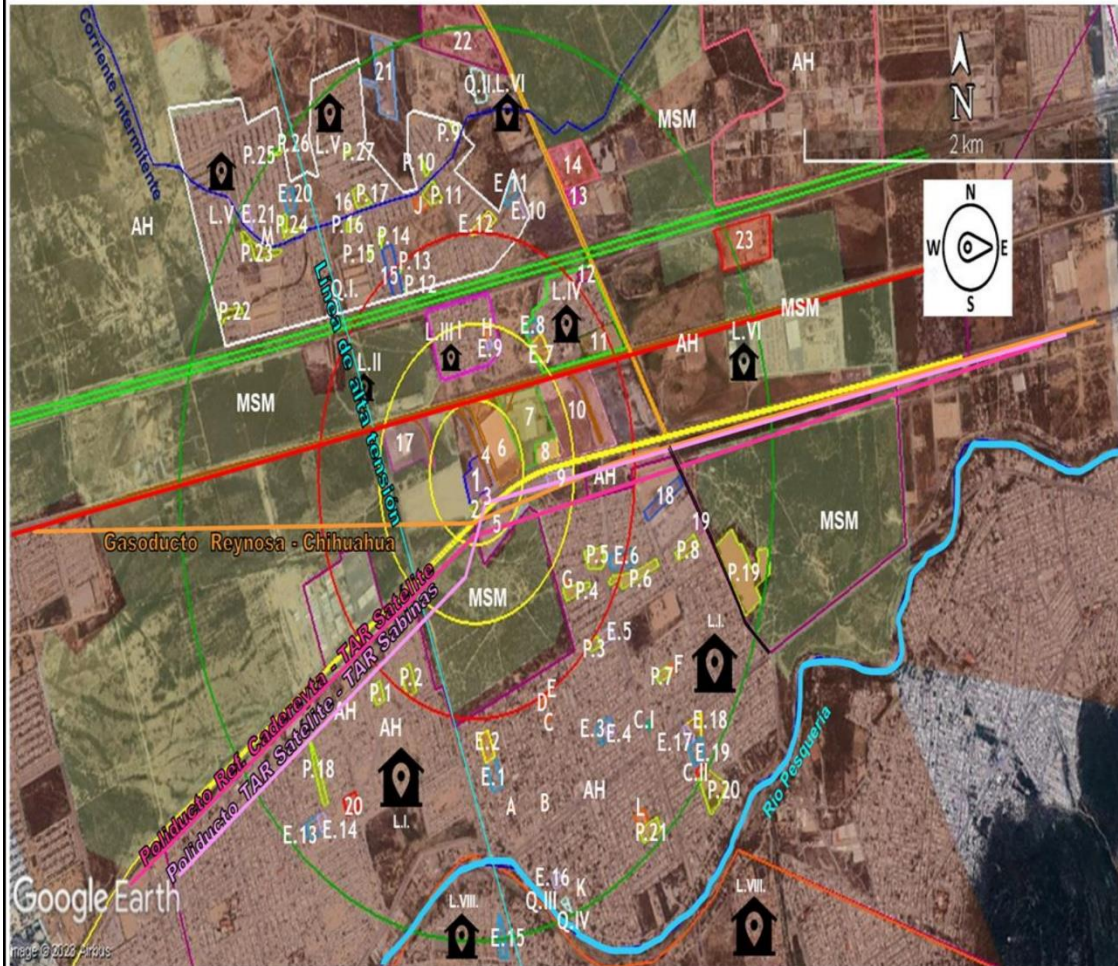 Corriente intermitente
22
AH
21
Q.II.
L.VI
N
MSM
2 km
L.V
P.9
P.25
P.26
P.27
P.10
14
N
AH
L.V
E.20
16
P.17
J
P.11
E.11
E.10
13
E.21
M
P.24
P.16
E.12
W
E
P.23
P.15
P.14
P.13
15
P.12
23
S
Q.I.
12
L.IV
MSM
P.22
L.III
I
H
E.9
E.8
E.7
11
AH
L.VI
L.II
MSM
Línea de alta tensión
17
4
6
7
8
10
1
3
2
9
AH
5
18
Gasoducto Reynosa - Chihuahua
19
MSM
P.5
E.6
P.8
P.19
G
P.4
P.6
MSM
Poliducto Ref. Cadereyta - TAR Satélite
Poliducto TAR Satélite - TAR Sabinas
E.5
P.3
L.I.
F
P.7
P.2
P.1
AH
E
D
C
AH
E.3
E.4
C.I
E.18
E.17
E.19
C.II
Río Pesquería
E.2
E.1
P.18
A
B
AH
P.20
L.I.
20
L
P.21
E.13
E.14
Google Earth
E.16
K
L.VIII.
L.VIII.
Q.III
Q.IV
E.15
Image © 2023 Airbus